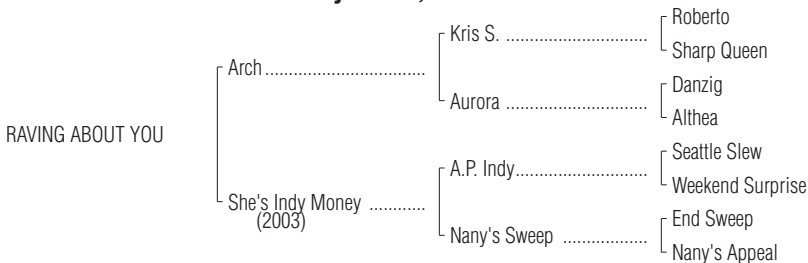 Roberto
Kris S. ..............................
Sharp Queen
Arch..................................
Danzig
Aurora ..............................
Althea
RAVING ABOUT YOU
Seattle Slew
A.P. Indy............................
Weekend Surprise
She's Indy Money ............
(2003)
End Sweep
Nany's Sweep ..................
Nany's Appeal